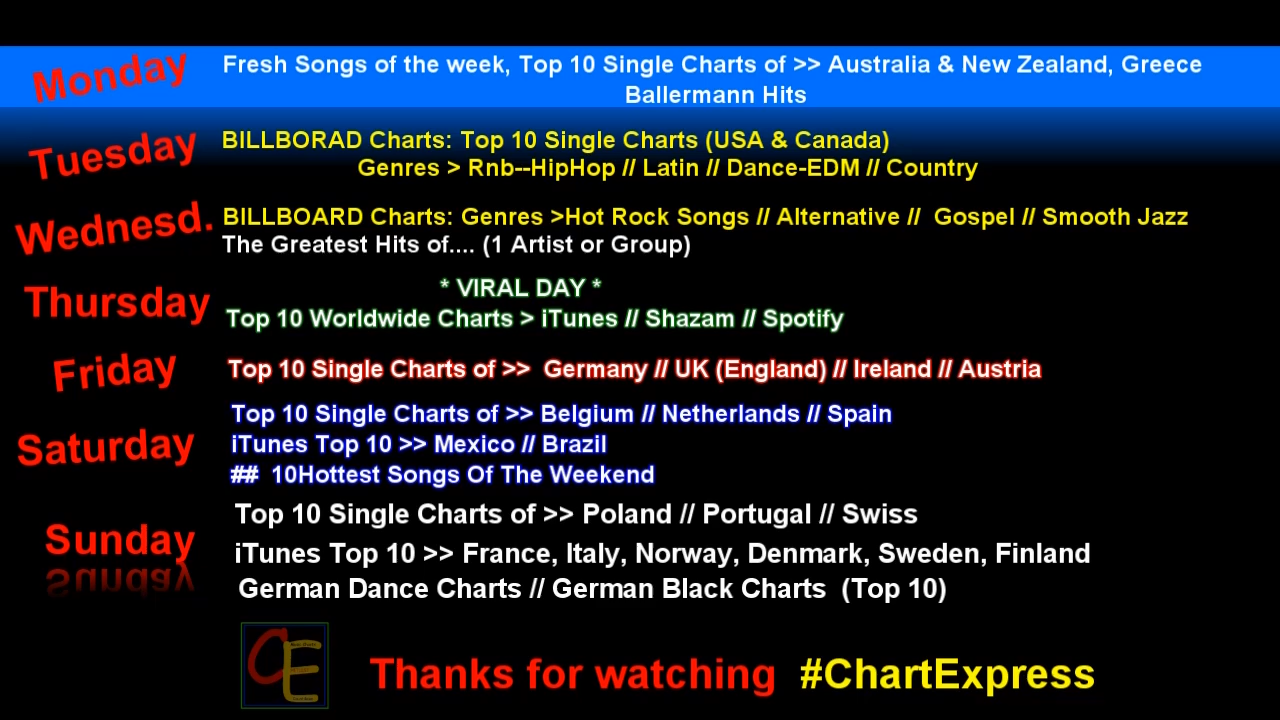 Monday
Fresh Songs of the week, Top 10 Single Charts of >> Australia & New Zealand, Greece
Ballermann Hits
Tuesday
BILLBORAD Charts: Top 10 Single Charts (USA & Canada)
Genres > Rnb--HipHop // Latin // Dance-EDM // Country
Wednesd.
BILLBOARD Charts: Genres >Hot Rock Songs // Alternative // Gospel // Smooth Jazz
The Greatest Hits of.... (1 Artist or Group)
Thursday
* VIRAL DAY *
Top 10 Worldwide Charts > iTunes // Shazam // Spotify
Friday
Top 10 Single Charts of >> Germany // UK (England) // Ireland // Austria
Saturday
Top 10 Single Charts of >> Belgium // Netherlands // Spain
iTunes Top 10 >> Mexico // Brazil
## 10Hottest Songs Of The Weekend
Sunday
Top 10 Single Charts of >> Poland // Portugal // Swiss
iTunes Top 10 >> France, Italy, Norway, Denmark, Sweden, Finland
German Dance Charts // German Black Charts (Top 10)
CE
Thanks for watching #ChartExpress